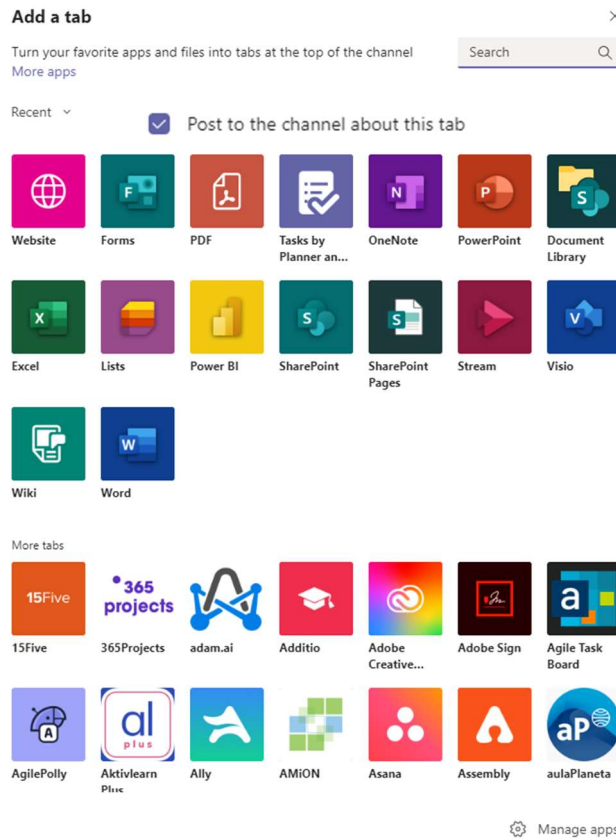 Add a tab
Turn your favorite apps and files into tabs at the top of the channel
More apps
Search
Recent
Post to the channel about this tab
F
N
P
S
Website
Forms
PDF
Tasks by
Planner an...
OneNote
PowerPoint
Document
Library
X
S
S
V
Excel
Lists
Power BI
SharePoint
SharePoint
Pages
Stream
Visio
W
Wiki
Word
More tabs
15Five
365
projects
a
15Five
365Projects
adam.ai
Additio
Adobe
Creative...
Adobe Sign
Agile Task
Board
A
al
plus
aP
AgilePolly
Aktivlearn
Plus
Ally
AMiON
Asana
Assembly
aulaPlaneta
Manage app